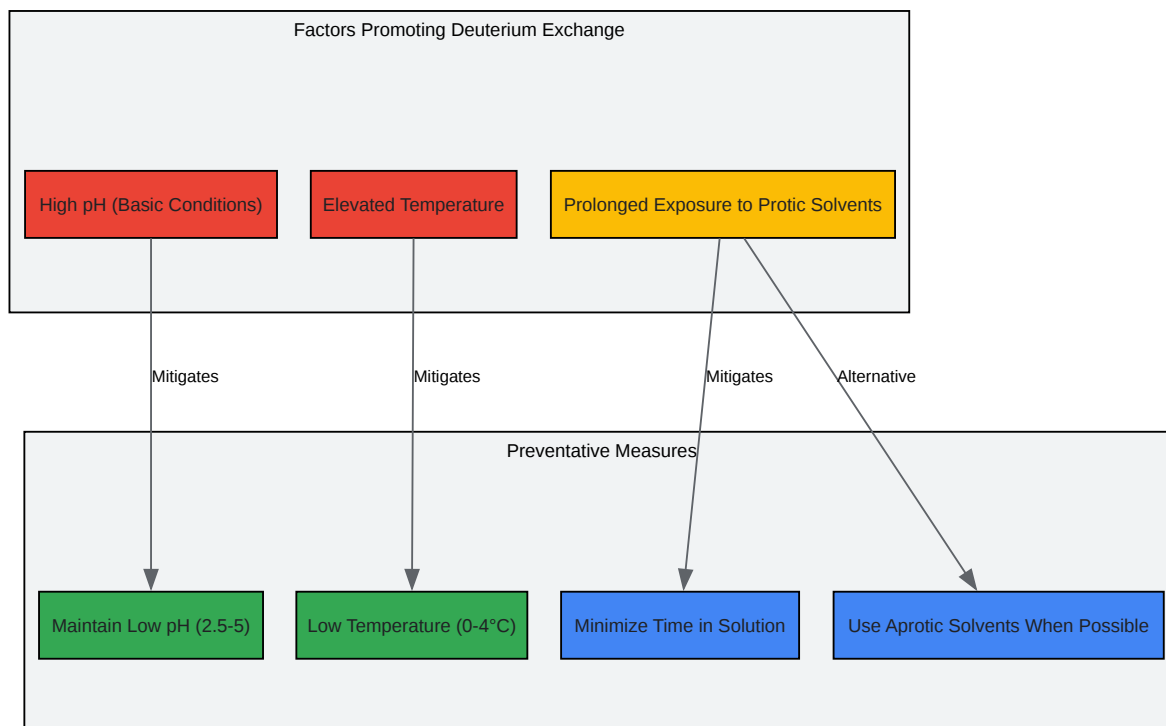 Factors Promoting Deuterium Exchange
High pH (Basic Conditions)
Elevated Temperature
Prolonged Exposure to Protic Solvents
Mitigates
Mitigates
Mitigates
Alternative
Preventative Measures
Maintain Low pH (2.5-5)
Low Temperature (0-4°C)
Minimize Time in Solution
Use Aprotic Solvents When Possible